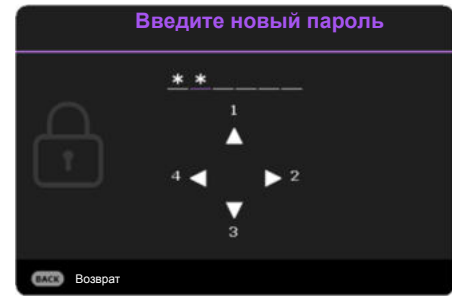 Введите новый пароль
* * _ _ _ _
1
4 2
3
BACK Возврат